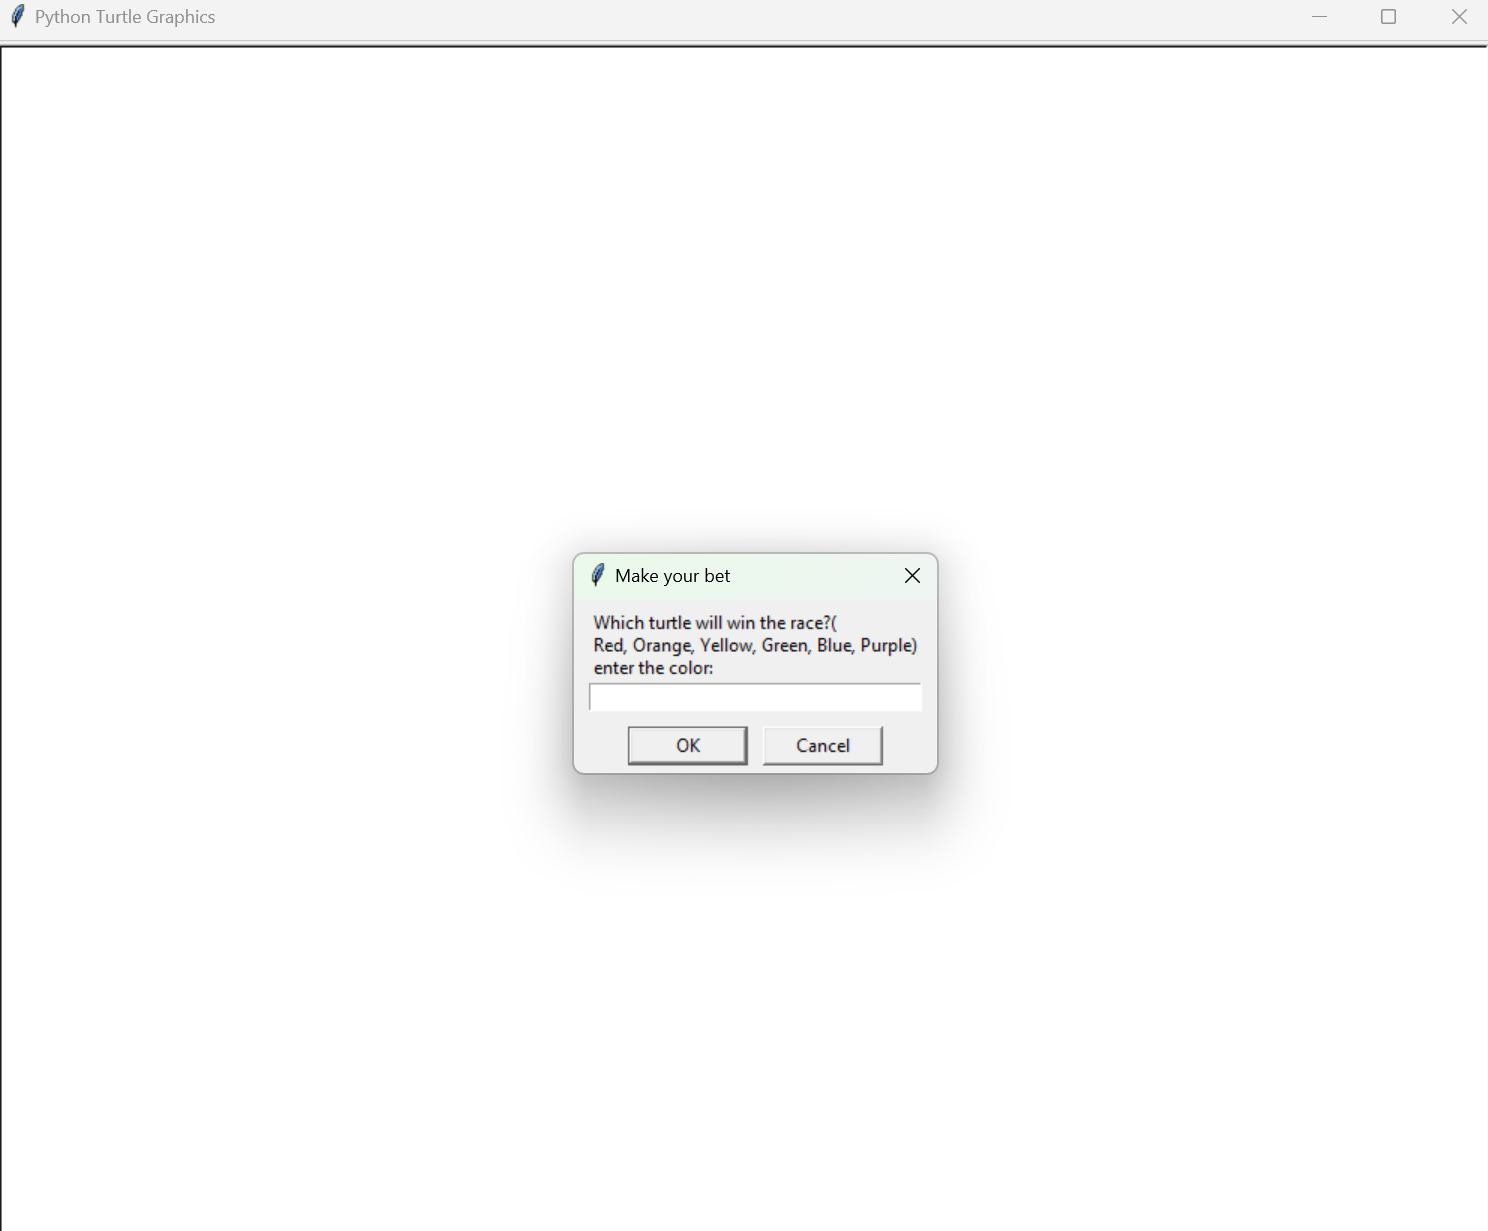 Python Turtle Graphics
Make your bet
Which turtle will win the race?(
Red, Orange, Yellow, Green, Blue, Purple)
enter the color:
OK Cancel